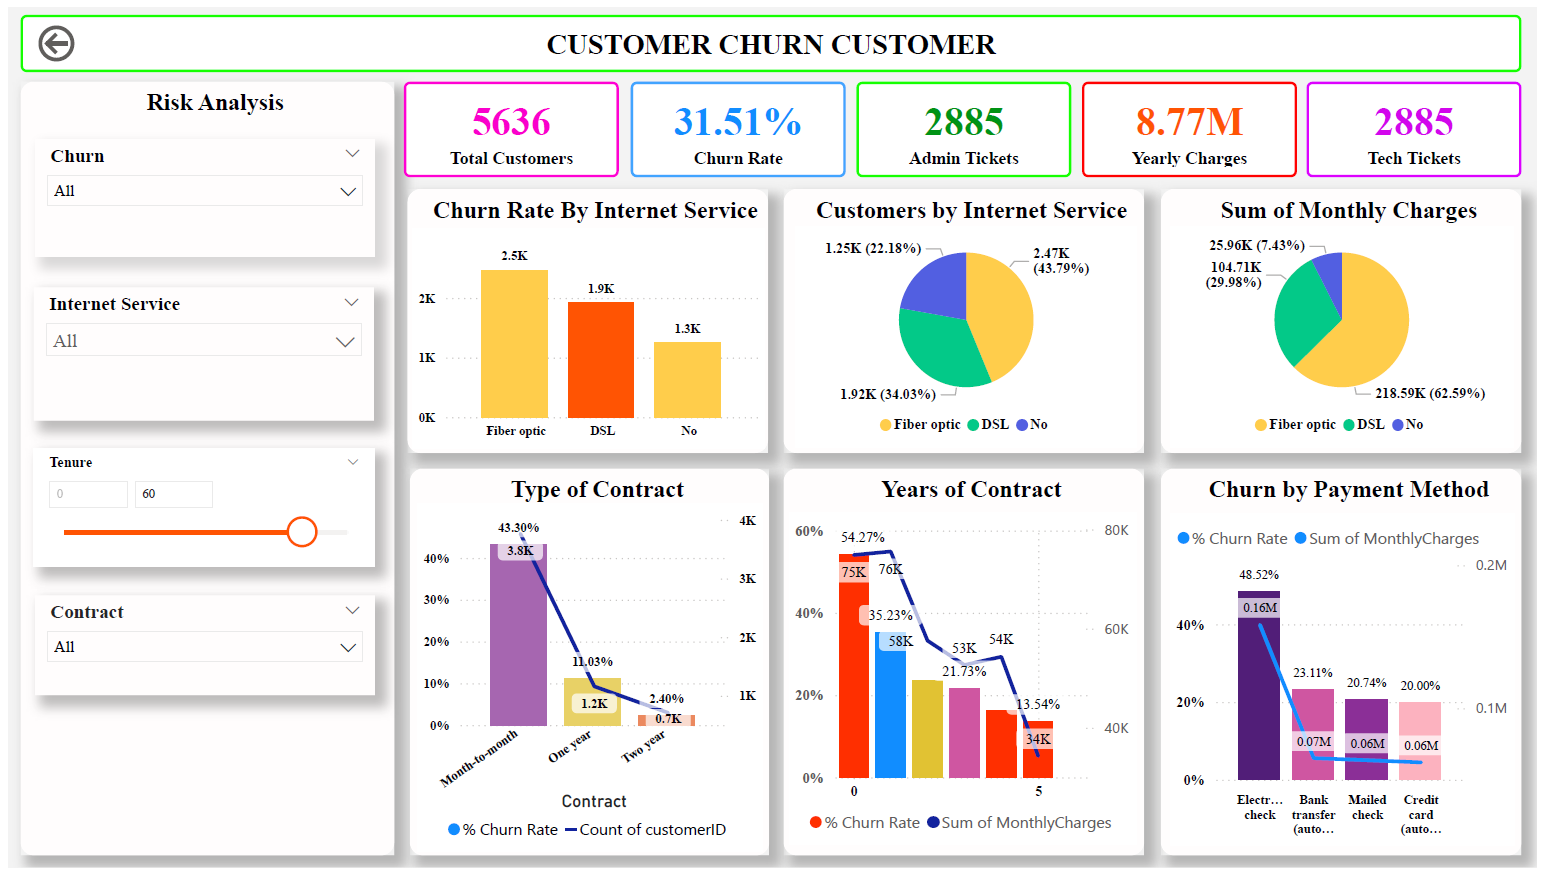 CUSTOMER CHURN CUSTOMER
Risk Analysis
Churn
All
Internet Service
All
Tenure
0
60
Contract
All
5636
Total Customers
31.51%
Churn Rate
2885
Admin Tickets
8.77M
Yearly Charges
2885
Tech Tickets
Churn Rate By Internet Service
2.5K
1.9K
1.3K
2K
1K
0K
Fiber optic
DSL
No
Customers by Internet Service
1.25K (22.18%)
2.47K
(43.79%)
1.92K (34.03%)
Fiber optic DSL No
Sum of Monthly Charges
25.96K (7.43%)
104.71K
(29.98%)
218.59K (62.59%)
Fiber optic DSL No
Type of Contract
43.30%
3.8K
11.03%
1.2K
2.40%
0.7K
40%
30%
20%
10%
0%
4K
3K
2K
1K
Month-to-month
One year
Two year
Contract
% Churn Rate Count of customerID
Years of Contract
60%
40%
20%
0%
80K
60K
40K
54.27%
75K
76K
35.23%
58K
53K
54K
21.73%
13.54%
34K
0
5
% Churn Rate Sum of MonthlyCharges
Churn by Payment Method
% Churn Rate Sum of MonthlyCharges
48.52%
0.16M
23.11%
20.74%
20.00%
0.07M
0.06M
0.06M
40%
20%
0%
0.2M
0.1M
Electr...
check
Bank
transfer
(auto...
Mailed
check
Credit
card
(auto...